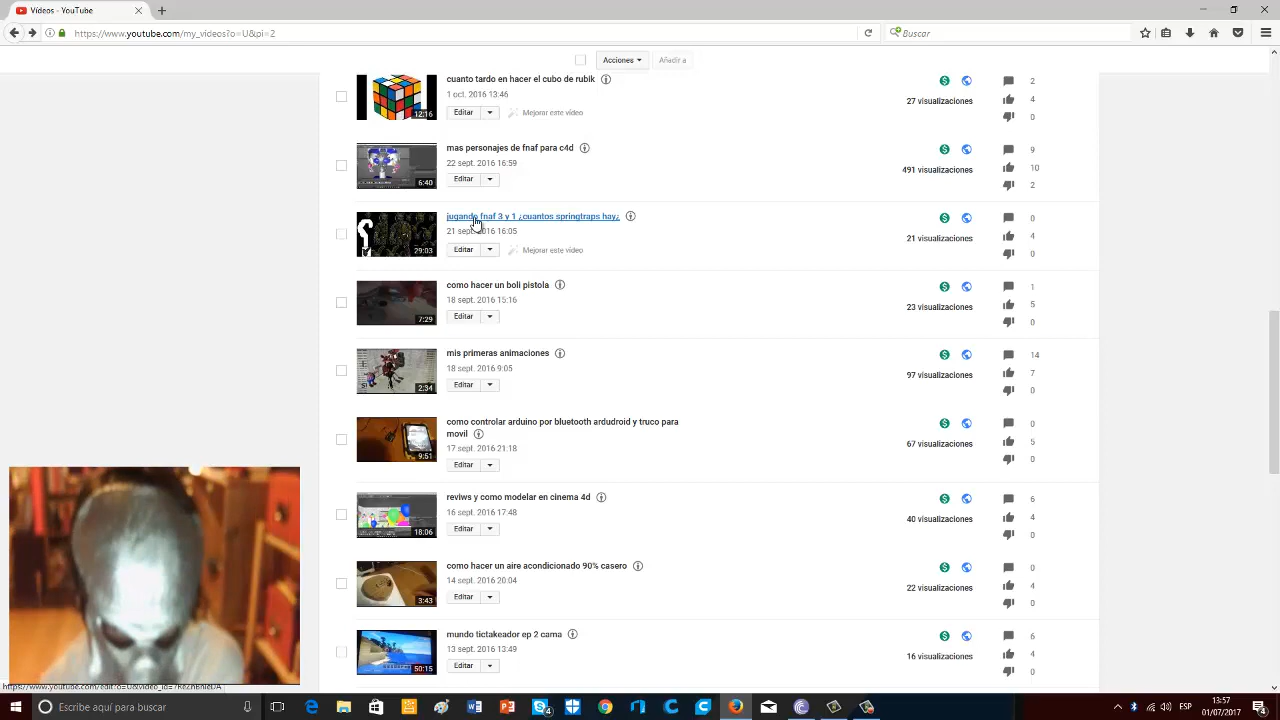 Vídeos - YouTube
https://www.youtube.com/my_videos?o=U&pi=2
Buscar
Acciones
Añadir a
cuanto tardo en hacer el cubo de rubik
1 oct. 2016 13:46
Editar
Mejorar este vídeo
12:16
27 visualizaciones
2
4
0
mas personajes de fnaf para c4d
22 sept. 2016 16:59
Editar
6:40
491 visualizaciones
9
10
2
jugando fnaf 3 y 1 ¿cuantos springtraps hay¿
21 sept. 2016 16:05
Editar
Mejorar este vídeo
29:03
21 visualizaciones
0
4
0
como hacer un boli pistola
18 sept. 2016 15:16
Editar
7:29
23 visualizaciones
1
5
0
mis primeras animaciones
18 sept. 2016 9:05
Editar
2:34
97 visualizaciones
14
7
0
como controlar arduino por bluetooth ardudroid y truco para
movil
17 sept. 2016 21:18
Editar
9:51
67 visualizaciones
0
5
0
reviws y como modelar en cinema 4d
16 sept. 2016 17:48
Editar
18:06
40 visualizaciones
6
4
0
como hacer un aire acondicionado 90% casero
14 sept. 2016 20:04
Editar
3:43
22 visualizaciones
0
4
0
mundo tictakeador ep 2 cama
13 sept. 2016 13:49
Editar
50:15
16 visualizaciones
6
4
0
Escribe aquí para buscar
ESP
13:57
01/07/2017